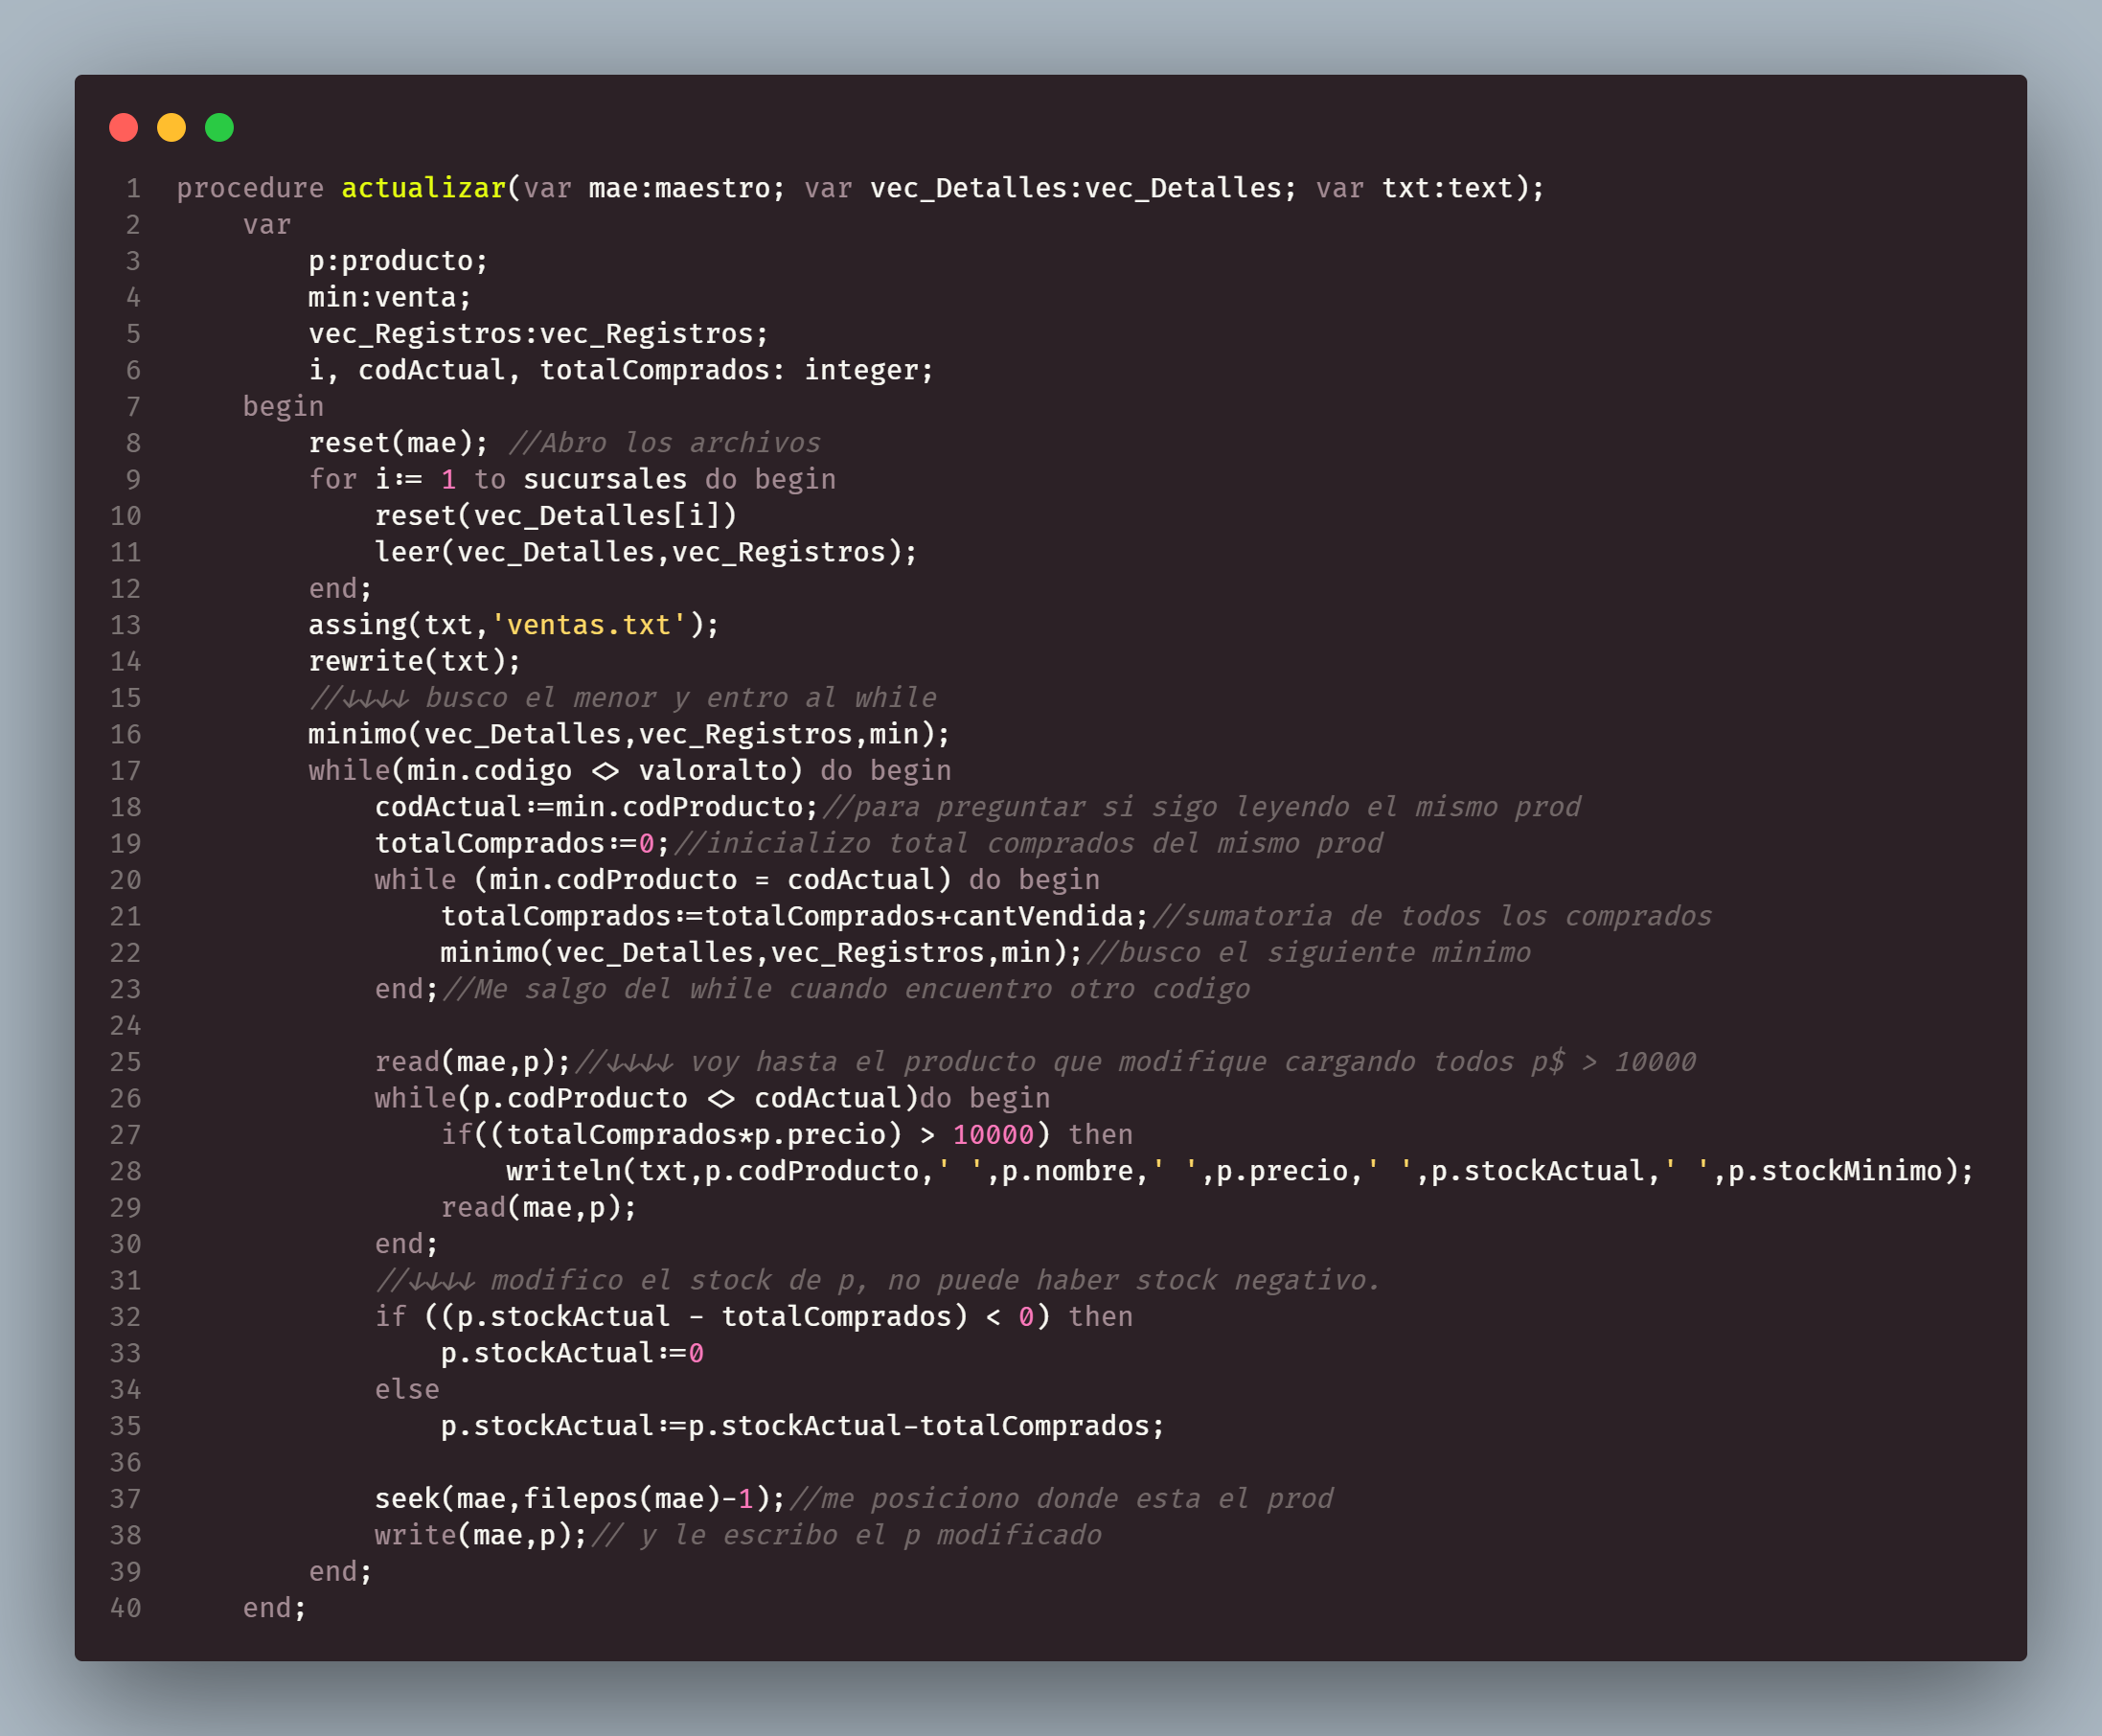 1 procedure actualizar(var mae:maestro; var vec_Detalles:vec_Detalles; var txt:text);
2     var
3         p:producto;
4         min:venta;
5         vec_Registros:vec_Registros;
6         i, codActual, totalComprados: integer;
7     begin
8         reset(mae); //Abro los archivos
9         for i:= 1 to sucursales do begin
10             reset(vec_Detalles[i])
11             leer(vec_Detalles,vec_Registros);
12         end;
13         assing(txt,'ventas.txt');
14         rewrite(txt);
15         //↓↓↓↓ busco el menor y entro al while
16         minimo(vec_Detalles,vec_Registros,min);
17         while(min.codigo <> valoralto) do begin
18             codActual:=min.codProducto;//para preguntar si sigo leyendo el mismo prod
19             totalComprados:=0;//inicializo total comprados del mismo prod
20             while (min.codProducto = codActual) do begin
21                 totalComprados:=totalComprados+cantVendida;//sumatoria de todos los comprados
22                 minimo(vec_Detalles,vec_Registros,min);//busco el siguiente minimo
23             end;//Me salgo del while cuando encuentro otro codigo
24
25             read(mae,p);//↓↓↓↓ voy hasta el producto que modifique cargando todos p$ > 10000
26             while(p.codProducto <> codActual)do begin
27                 if((totalComprados*p.precio) > 10000) then
28                     writeln(txt,p.codProducto,' ',p.nombre,' ',p.precio,' ',p.stockActual,' ',p.stockMinimo);
29                 read(mae,p);
30             end;
31             //↓↓↓↓ modifico el stock de p, no puede haber stock negativo.
32             if ((p.stockActual - totalComprados) < 0) then
33                 p.stockActual:=0
34             else
35                 p.stockActual:=p.stockActual-totalComprados;
36
37             seek(mae,filepos(mae)-1);//me posiciono donde esta el prod
38             write(mae,p);// y le escribo el p modificado
39         end;
40     end;